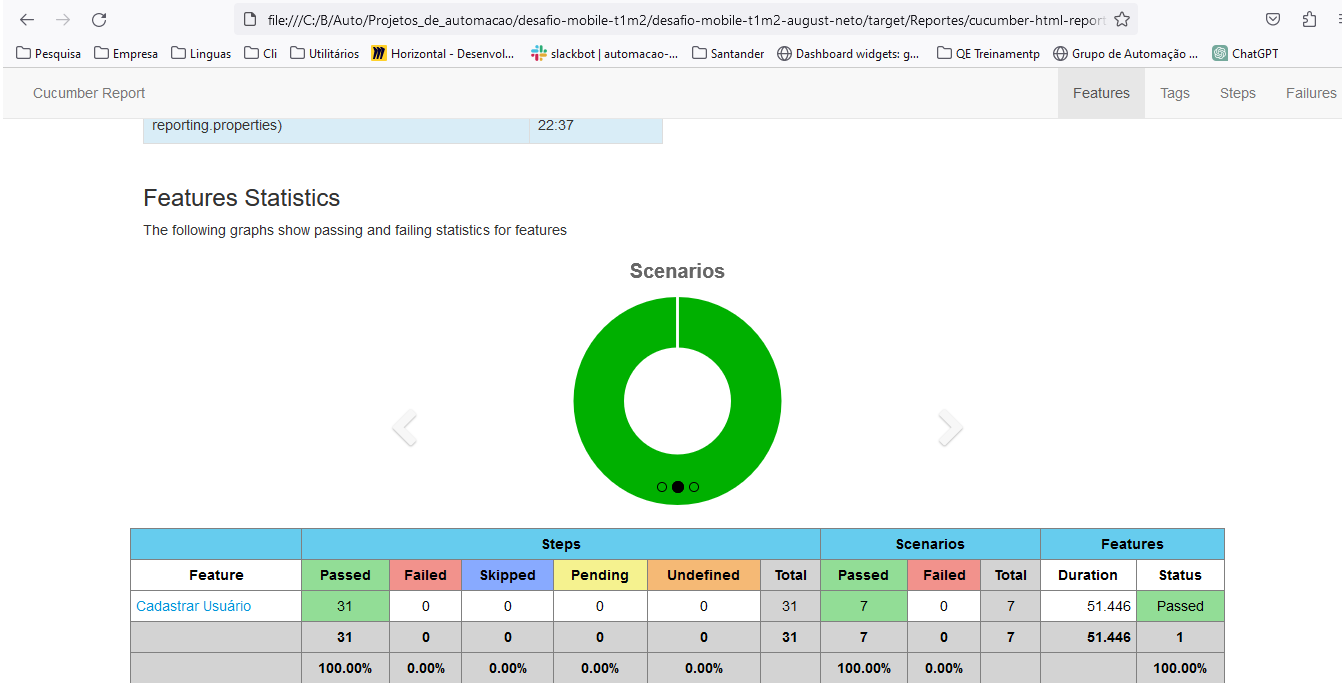 file:///C:/B/Auto/Projetos_de_automacao/desafio-mobile-t1m2/desafio-mobile-t1m2-august-neto/target/Reportes/cucumber-html-report
Pesquisa Empresa Linguas Cli Utilitários Horizontal - Desenvol... slackbot | automacao-... Santander Dashboard widgets: g... QE Treinamentp Grupo de Automação ... ChatGPT
Cucumber Report Features Tags Steps Failures
reporting.properties) 22:37
Features Statistics
The following graphs show passing and failing statistics for features
Scenarios
Steps Scenarios Features
Feature Passed Failed Skipped Pending Undefined Total Passed Failed Total Duration Status
Cadastrar Usuário 31 0 0 0 0 31 7 0 7 51.446 Passed
31 0 0 0 0 31 7 0 7 51.446 1
100.00% 0.00% 0.00% 0.00% 0.00% 100.00% 0.00% 100.00%